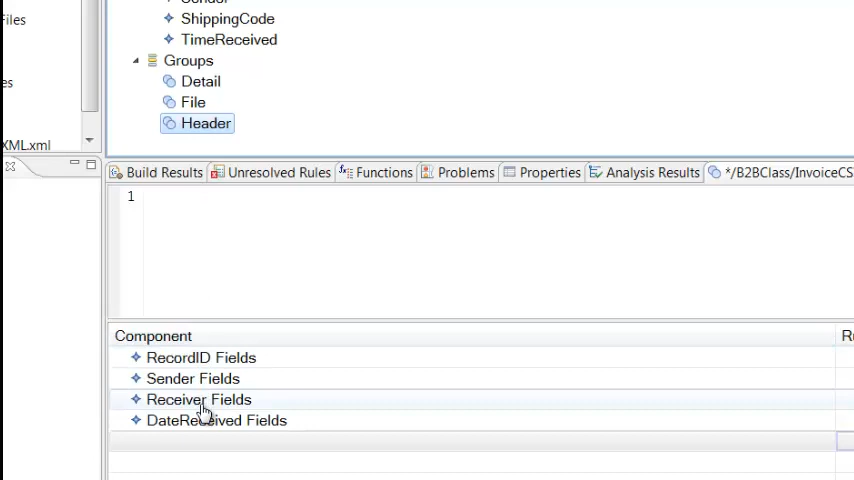 Files
es
XML.xml
ShippingCode
TimeReceived
Groups
Detail
File
Header
Build Results Unresolved Rules Functions Problems Properties Analysis Results */B2BClass/InvoiceCS
1
Component Ru
RecordID Fields
Sender Fields
Receiver Fields
DateReceived Fields